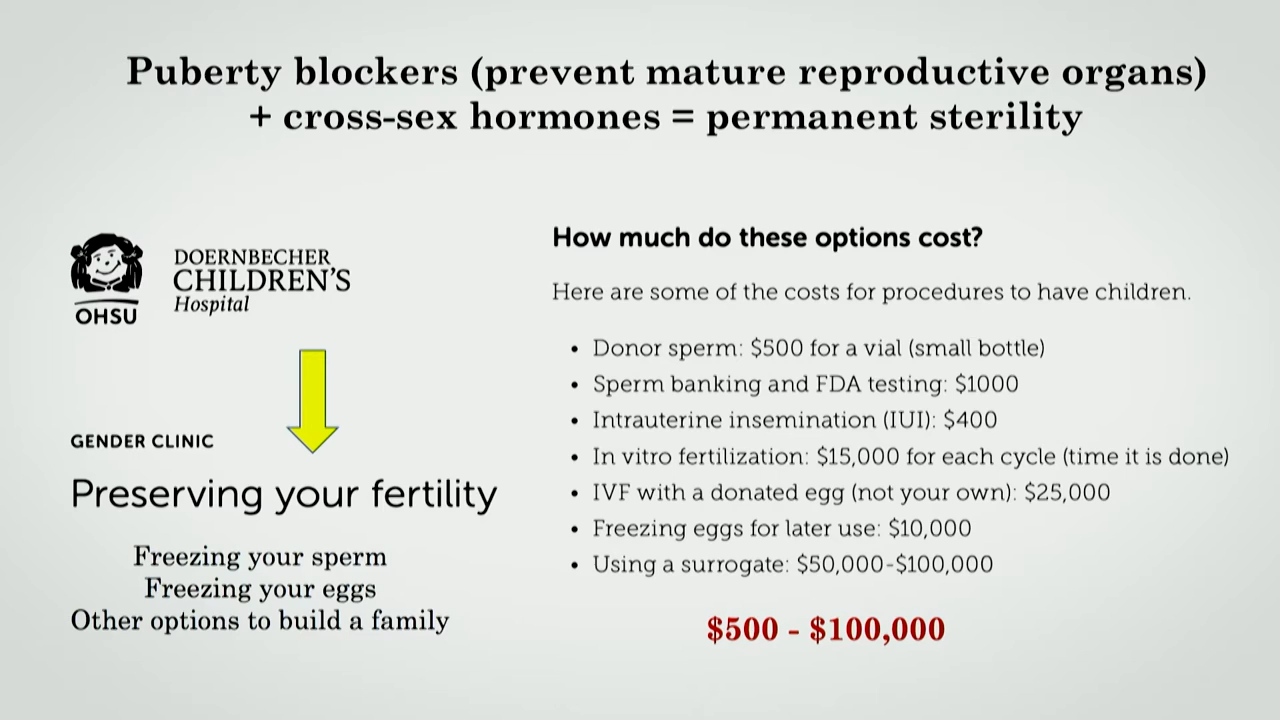 Puberty blockers (prevent mature reproductive organs)
+ cross-sex hormones = permanent sterility
DOERNBECHER
CHILDREN'S
Hospital
OHSU
GENDER CLINIC
Preserving your fertility
Freezing your sperm
Freezing your eggs
Other options to build a family
How much do these options cost?
Here are some of the costs for procedures to have children.
• Donor sperm: $500 for a vial (small bottle)
• Sperm banking and FDA testing: $1000
• Intrauterine insemination (IUI): $400
• In vitro fertilization: $15,000 for each cycle (time it is done)
• IVF with a donated egg (not your own): $25,000
• Freezing eggs for later use: $10,000
• Using a surrogate: $50,000-$100,000
$500 - $100,000